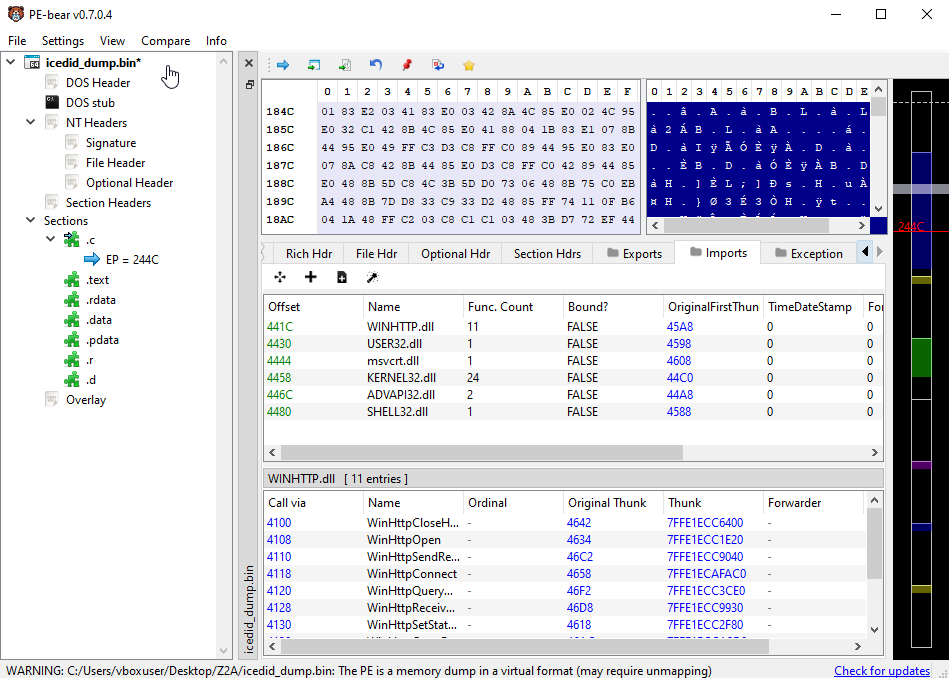 PE-bear v0.7.0.4
File Settings View Compare Info
icedid_dump.bin*
DOS Header
DOS stub
NT Headers
Signature
File Header
Optional Header
Section Headers
Sections
.c
EP = 244C
.text
.rdata
.data
.pdata
.r
.d
Overlay
icedid_dump.bin
0 1 2 3 4 5 6 7 8 9 A B C D E F
184C 01 83 E2 03 41 83 E0 03 42 8A 4C 85 E0 02 4C 95
185C E0 32 C1 42 8B 4C 85 E0 41 88 04 1B 83 E1 07 8B
186C 44 95 E0 49 FF C3 D3 C8 FF C0 89 44 95 E0 83 E0
187C 07 8A C8 42 8B 44 85 E0 D3 C8 FF C0 42 89 44 85
188C E0 48 8B 5D C8 4C 3B 5D D0 73 06 48 8B 75 C0 EB
189C A4 48 8B 7D D8 33 C9 33 D2 48 85 FF 74 11 0F B6
18AC 04 1A 48 FF C2 03 C8 C1 C1 03 48 3B D7 72 EF 44
0 1 2 3 4 5 6 7 8 9 A B C D E
. . â . A . à . B . L . à . L
à 2 Á B . L . à A . . . . á .
D . à I ÿ Ã Ó È ÿ À . D . à .
. . È B . D . à Ó È ÿ À B . D
à H . ] È L ; ] Ð s . H . u À
¤ H . } Ø 3 É 3 Ò H . ÿ t . .
244C
Rich Hdr File Hdr Optional Hdr Section Hdrs Exports Imports Exception
Offset Name Func. Count Bound? OriginalFirstThun TimeDateStamp For
441C WINHTTP.dll 11 FALSE 45A8 0 0
4430 USER32.dll 1 FALSE 4598 0 0
4444 msvcrt.dll 1 FALSE 4608 0 0
4458 KERNEL32.dll 24 FALSE 44C0 0 0
446C ADVAPI32.dll 2 FALSE 44A8 0 0
4480 SHELL32.dll 1 FALSE 4588 0 0
WINHTTP.dll [ 11 entries ]
Call via Name Ordinal Original Thunk Thunk Forwarder
4100 WinHttpCloseH... - 4642 7FFE1ECC6400 -
4108 WinHttpOpen - 4634 7FFE1ECC1E20 -
4110 WinHttpSendRe... - 46C2 7FFE1ECC9040 -
4118 WinHttpConnect - 4658 7FFE1ECAFAC0 -
4120 WinHttpQuery... - 46F2 7FFE1ECC3CE0 -
4128 WinHttpReceiv... - 46D8 7FFE1ECC9930 -
4130 WinHttpSetStat... - 4618 7FFE1ECC2F80 -
WARNING: C:/Users/vboxuser/Desktop/Z2A/icedid_dump.bin: The PE is a memory dump in a virtual format (may require unmapping) Check for updates